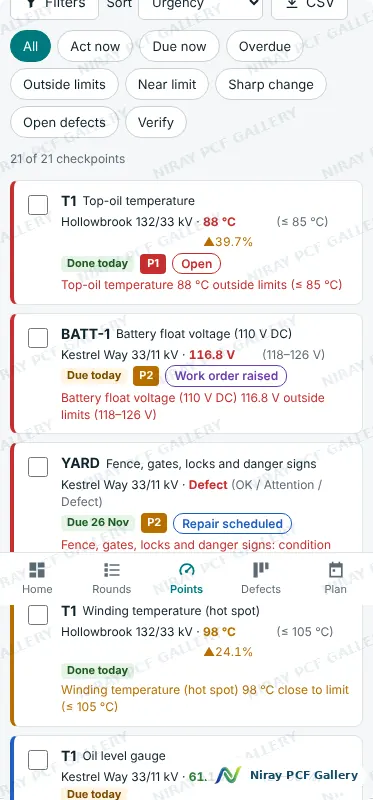 Filters Sort Urgency CSV
All Act now Due now Overdue
Outside limits Near limit Sharp change
Open defects Verify
21 of 21 checkpoints
T1 Top-oil temperature
Hollowbrook 132/33 kV · 88 °C (≤ 85 °C)
▲39.7%
Done today P1 Open
Top-oil temperature 88 °C outside limits (≤ 85 °C)
BATT-1 Battery float voltage (110 V DC)
Kestrel Way 33/11 kV · 116.8 V (118–126 V)
Due today P2 Work order raised
Battery float voltage (110 V DC) 116.8 V outside
limits (118–126 V)
YARD Fence, gates, locks and danger signs
Kestrel Way 33/11 kV · Defect (OK / Attention /
Defect)
Due 26 Nov P2 Repair scheduled
Fence, gates, locks and danger signs: condition
Home Rounds Points Defects Plan
T1 Winding temperature (hot spot)
Hollowbrook 132/33 kV · 98 °C (≤ 105 °C)
▲24.1%
Done today
Winding temperature (hot spot) 98 °C close to limit
(≤ 105 °C)
T1 Oil level gauge
Kestrel Way 33/11 kV · 61.
Niray PCF Gallery
Due today